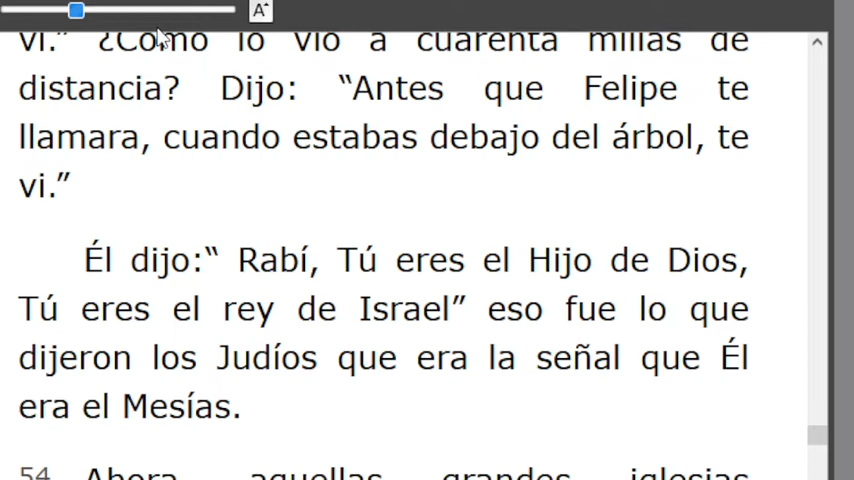 A
vi.” ¿Cómo lo vio a cuarenta millas de
distancia? Dijo: “Antes que Felipe te
llamara, cuando estabas debajo del árbol, te
vi.”
Él dijo:“ Rabí, Tú eres el Hijo de Dios,
Tú eres el rey de Israel” eso fue lo que
dijeron los Judíos que era la señal que Él
era el Mesías.
54 Ahora, aquellas grandes iglesias